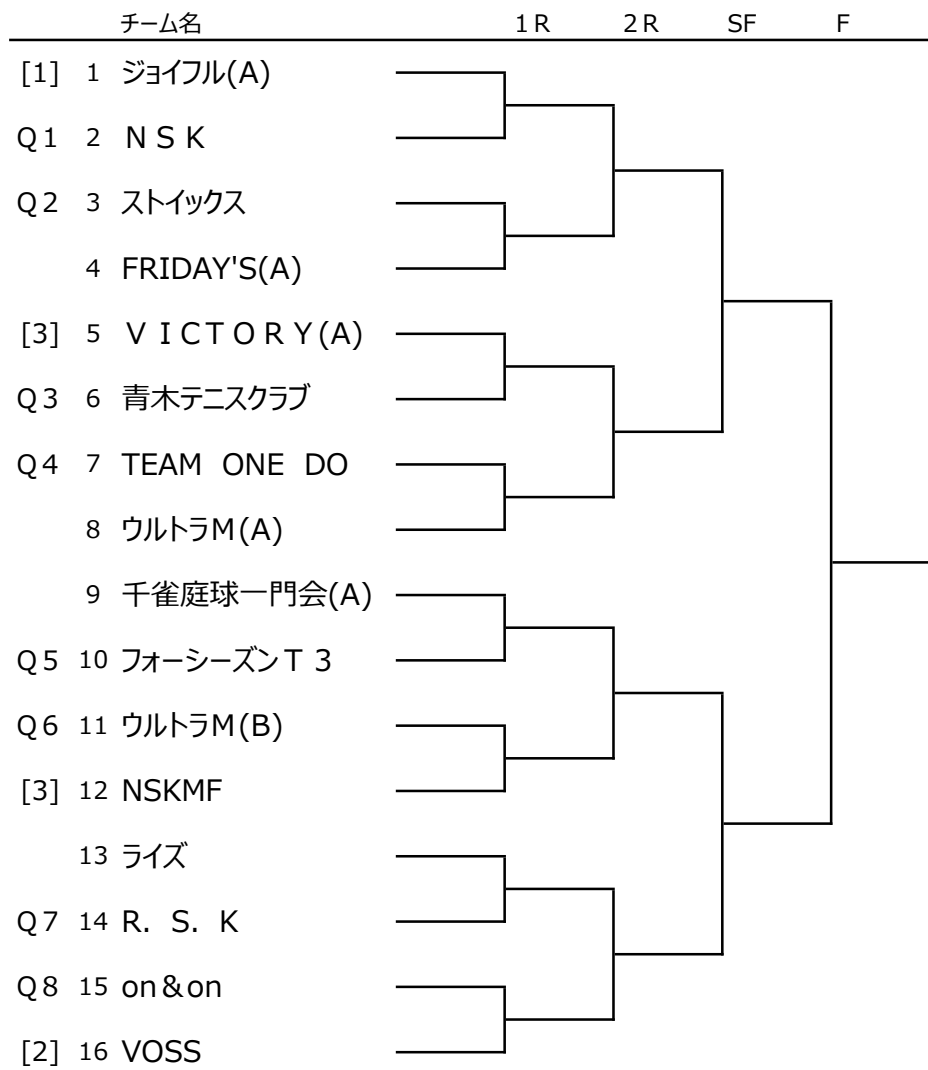 チーム名 1R 2R SF F
[1] 1 ジョイフル(A)
Q1 2 ＮＳＫ
Q2 3 ストイックス
4 FRIDAY'S(A)
[3] 5 ＶＩＣＴＯＲＹ(A)
Q3 6 青木テニスクラブ
Q4 7 TEAM ONE DO
8 ウルトラM(A)
9 千雀庭球一門会(A)
Q5 10 フォーシーズンＴ３
Q6 11 ウルトラM(B)
[3] 12 NSKMF
13 ライズ
Q7 14 R. S. K
Q8 15 on&on
[2] 16 VOSS